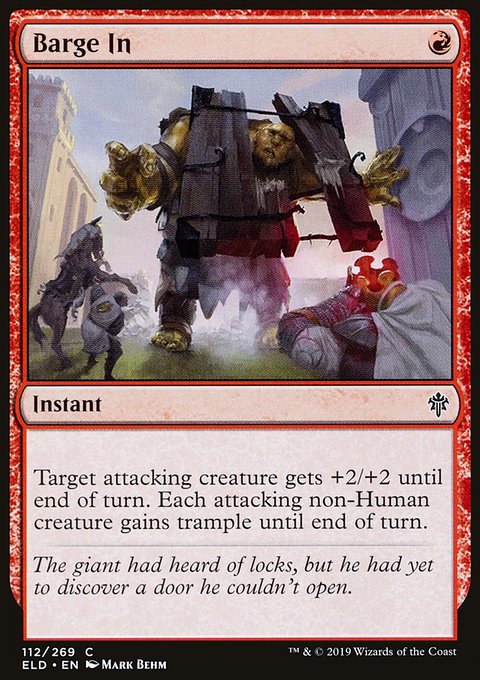 Barge In
Instant
Target attacking creature gets +2/+2 until
end of turn. Each attacking non-Human
creature gains trample until end of turn.
The giant had heard of locks, but he had yet
to discover a door he couldn't open.
112/269 C
ELD • EN Mark Behm
™ & © 2019 Wizards of the Coast